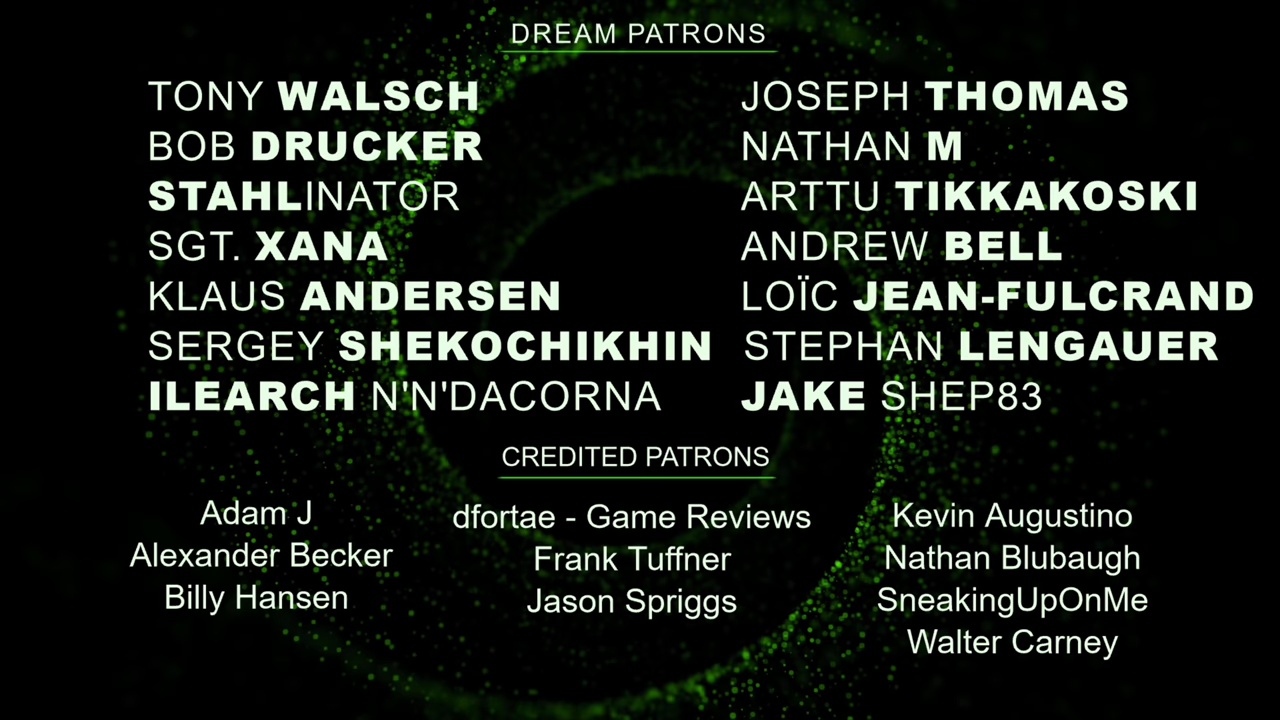 DREAM PATRONS
TONY WALSCH
BOB DRUCKER
STAHLINATOR
SGT. XANA
KLAUS ANDERSEN
SERGEY SHEKOCHIKHIN
ILEARCH N'N'DACORNA
JOSEPH THOMAS
NATHAN M
ARTTU TIKKAKOSKI
ANDREW BELL
LOÏC JEAN-FULCRAND
STEPHAN LENGAUER
JAKE SHEP83
CREDITED PATRONS
Adam J
Alexander Becker
Billy Hansen
dfortae - Game Reviews
Frank Tuffner
Jason Spriggs
Kevin Augustino
Nathan Blubaugh
SneakingUpOnMe
Walter Carney